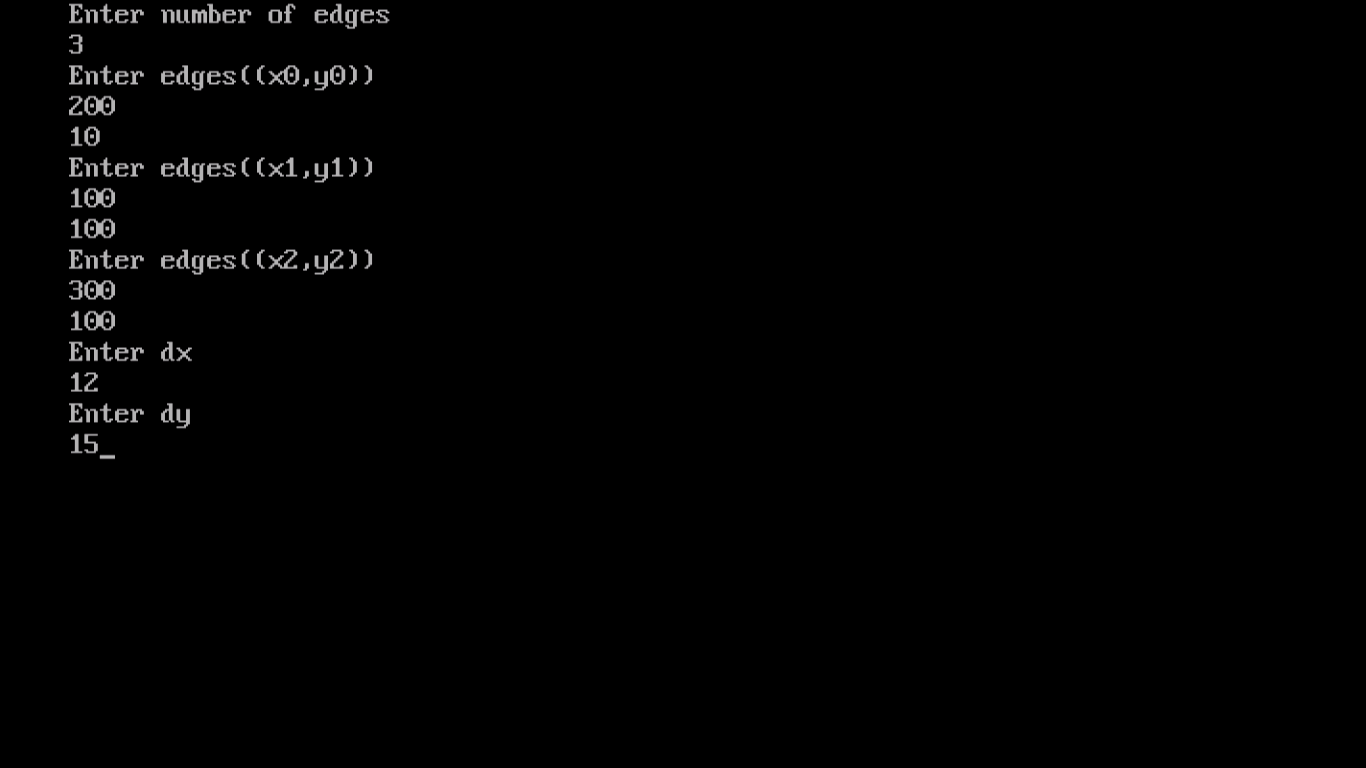 Enter number of edges
3
Enter edges((x0,y0))
200
10
Enter edges((x1,y1))
100
100
Enter edges((x2,y2))
300
100
Enter dx
12
Enter dy
15_